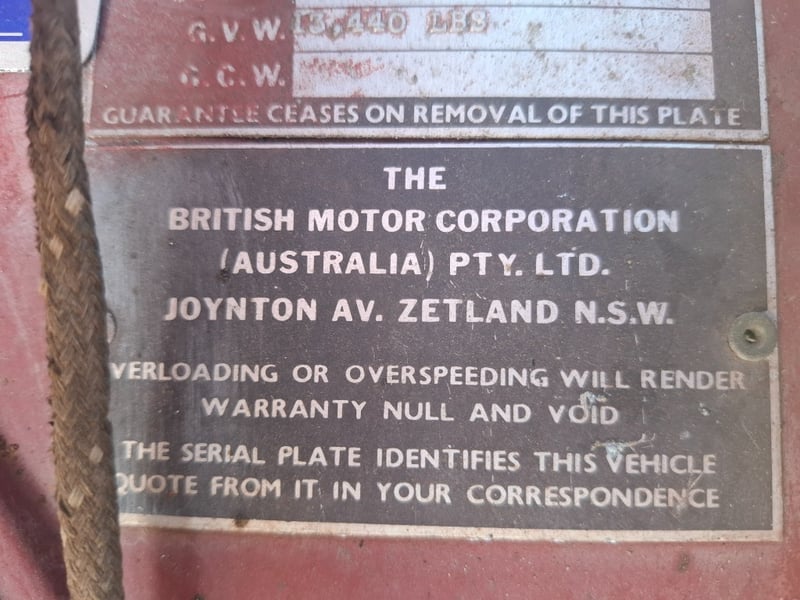 G.V.W. 13,440 LBS
G.C.W.
GUARANTEE CEASES ON REMOVAL OF THIS PLATE
THE
BRITISH MOTOR CORPORATION
(AUSTRALIA) PTY. LTD.
JOYNTON AV. ZETLAND N.S.W.
VERLOADING OR OVERSPEEDING WILL RENDER
WARRANTY NULL AND VOID
THE SERIAL PLATE IDENTIFIES THIS VEHICLE
QUOTE FROM IT IN YOUR CORRESPONDENCE